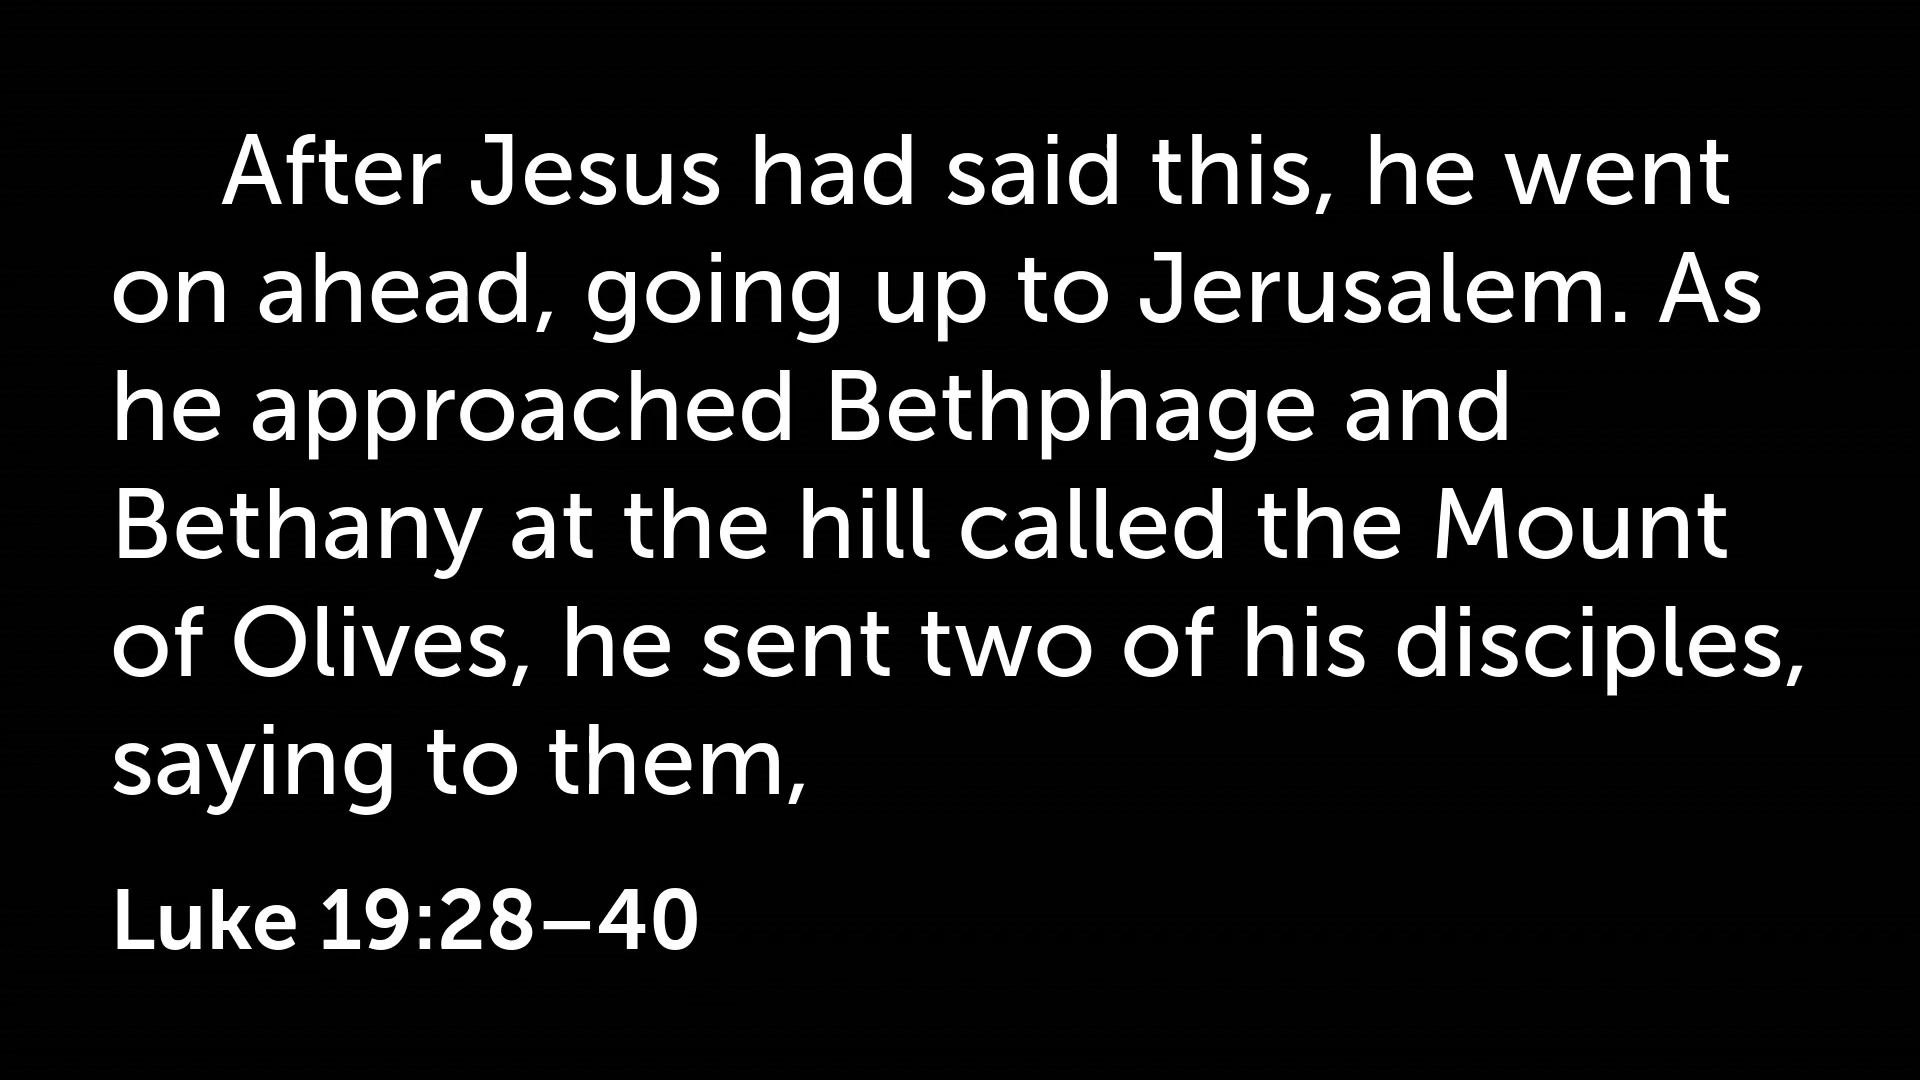 After Jesus had said this, he went
on ahead, going up to Jerusalem. As
he approached Bethphage and
Bethany at the hill called the Mount
of Olives, he sent two of his disciples,
saying to them,
Luke 19:28–40